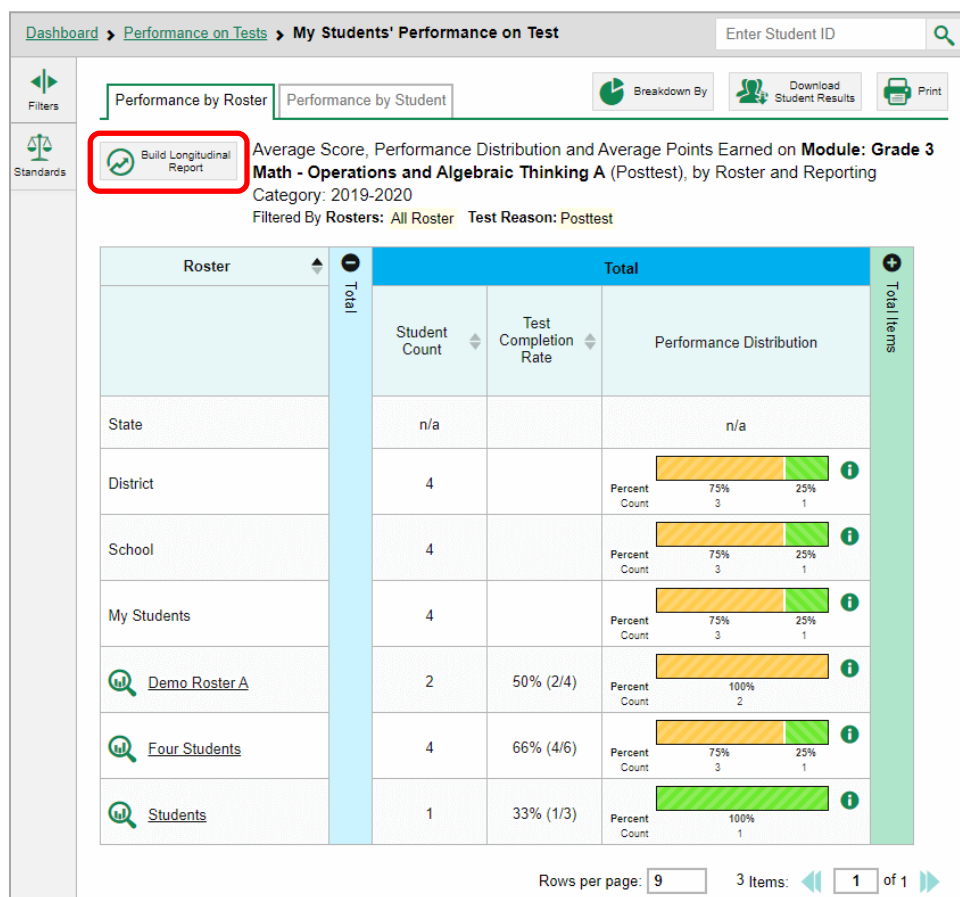 Dashboard > Performance on Tests > My Students' Performance on Test
Enter Student ID
Filters
Standards
Performance by Roster
Performance by Student
Breakdown By
Download
Student Results
Print
Build Longitudinal
Report
Average Score, Performance Distribution and Average Points Earned on Module: Grade 3
Math - Operations and Algebraic Thinking A (Posttest), by Roster and Reporting
Category: 2019-2020
Filtered By Rosters: All Roster Test Reason: Posttest
Roster
Total
Total
Total Items
Student
Count
Test
Completion
Rate
Performance Distribution
State n/a n/a
District 4
Percent 75% 25%
Count 3 1
School 4
Percent 75% 25%
Count 3 1
My Students 4
Percent 75% 25%
Count 3 1
Demo Roster A 2 50% (2/4)
Percent 100%
Count 2
Four Students 4 66% (4/6)
Percent 75% 25%
Count 3 1
Students 1 33% (1/3)
Percent 100%
Count 1
Rows per page: 9 3 Items: 1 of 1